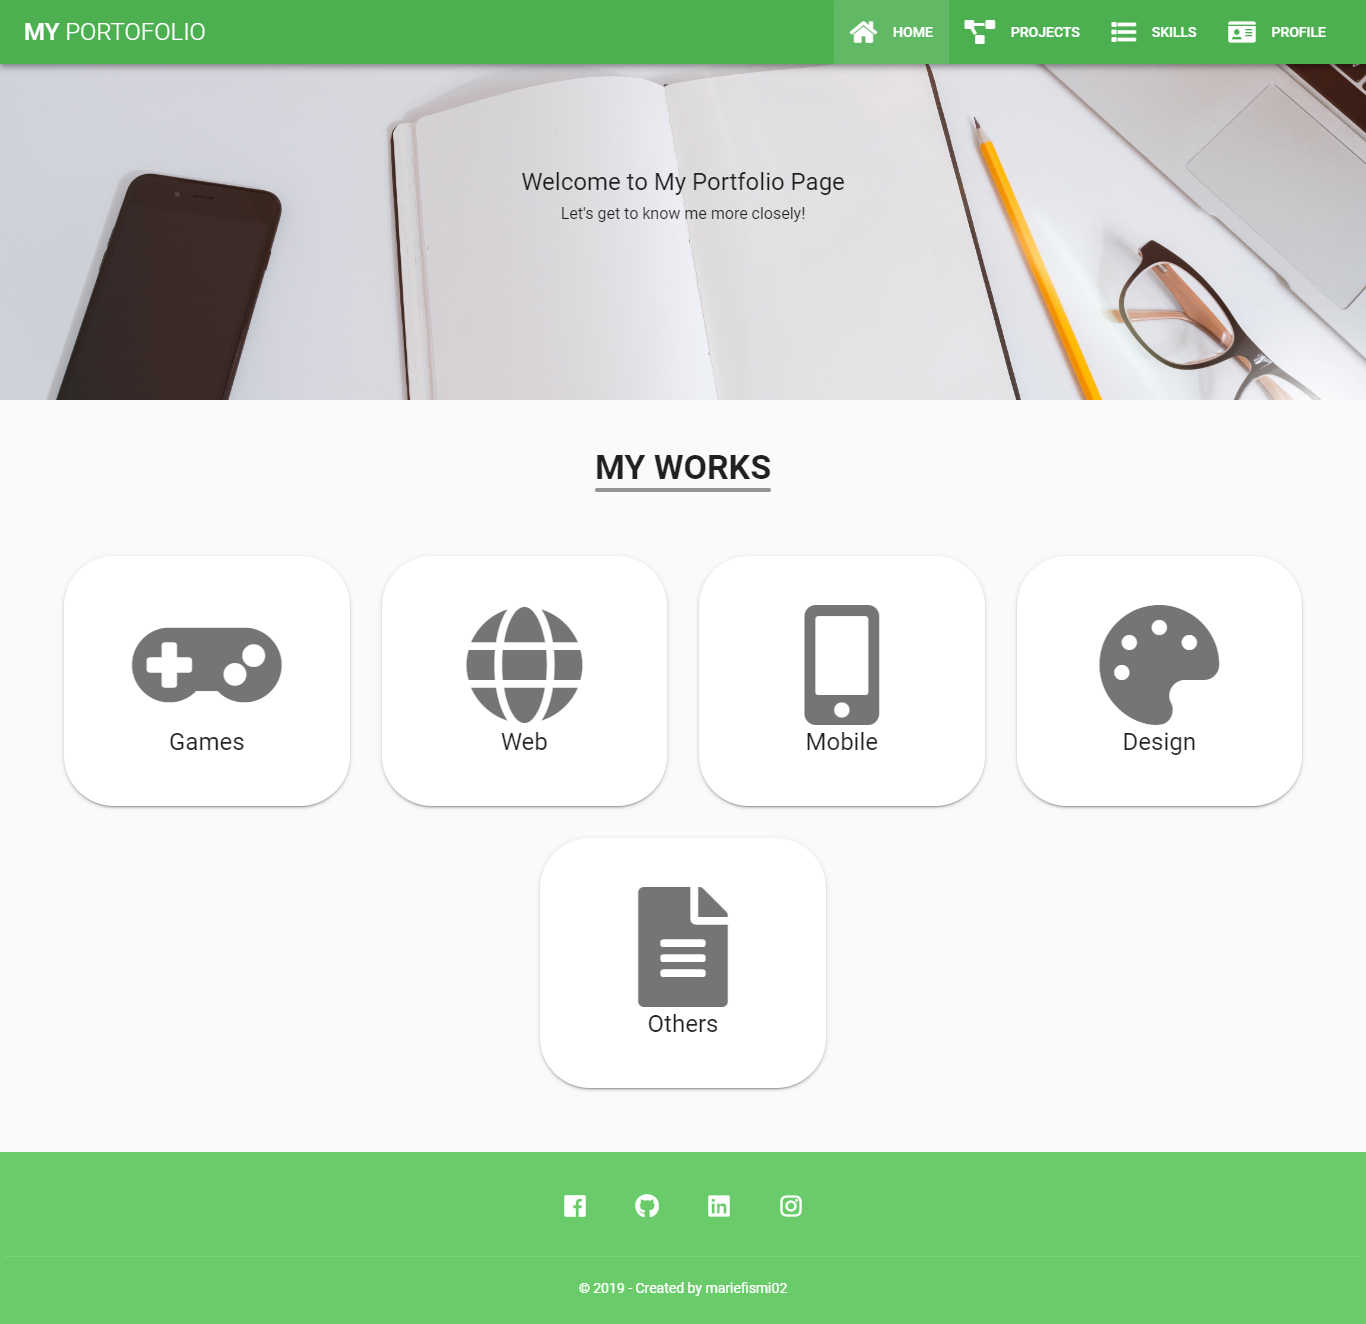 MY PORTOFOLIO
HOME
PROJECTS
SKILLS
PROFILE
Welcome to My Portfolio Page
Let's get to know me more closely!
MY WORKS
Games
Web
Mobile
Design
Others
© 2019 - Created by mariefismi02